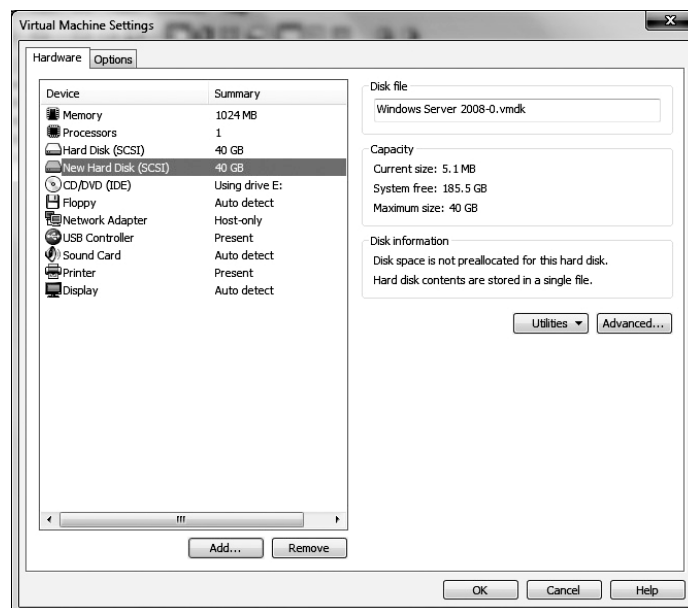 Virtual Machine Settings
X
Hardware Options
Device Summary
Memory 1024 MB
Processors 1
Hard Disk (SCSI) 40 GB
New Hard Disk (SCSI) 40 GB
CD/DVD (IDE) Using drive E:
Floppy Auto detect
Network Adapter Host-only
USB Controller Present
Sound Card Auto detect
Printer Present
Display Auto detect
Add... Remove
Disk file
Windows Server 2008-0.vmdk
Capacity
Current size: 5.1 MB
System free: 185.5 GB
Maximum size: 40 GB
Disk information
Disk space is not preallocated for this hard disk.
Hard disk contents are stored in a single file.
Utilities Advanced...
OK Cancel Help